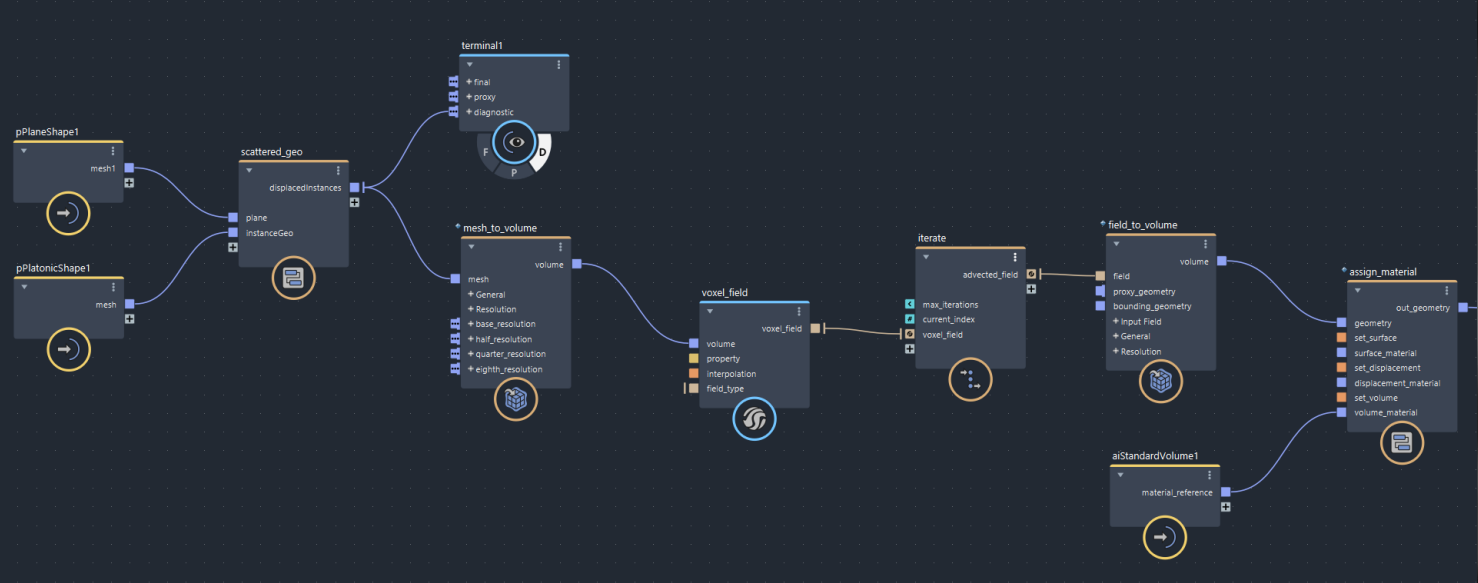 terminal1
final
proxy
diagnostic
F
D
P
pPlaneShape1
mesh1
scattered_geo
displacedInstances
plane
instanceGeo
pPlatonicShape1
mesh
mesh_to_volume
volume
mesh
General
Resolution
base_resolution
half_resolution
quarter_resolution
eighth_resolution
voxel_field
voxel_field
volume
property
interpolation
field_type
iterate
advected_field
max_iterations
current_index
voxel_field
field_to_volume
volume
field
proxy_geometry
bounding_geometry
Input Field
General
Resolution
assign_material
out_geometry
geometry
set_surface
surface_material
set_displacement
displacement_material
set_volume
volume_material
aiStandardVolume1
material_reference